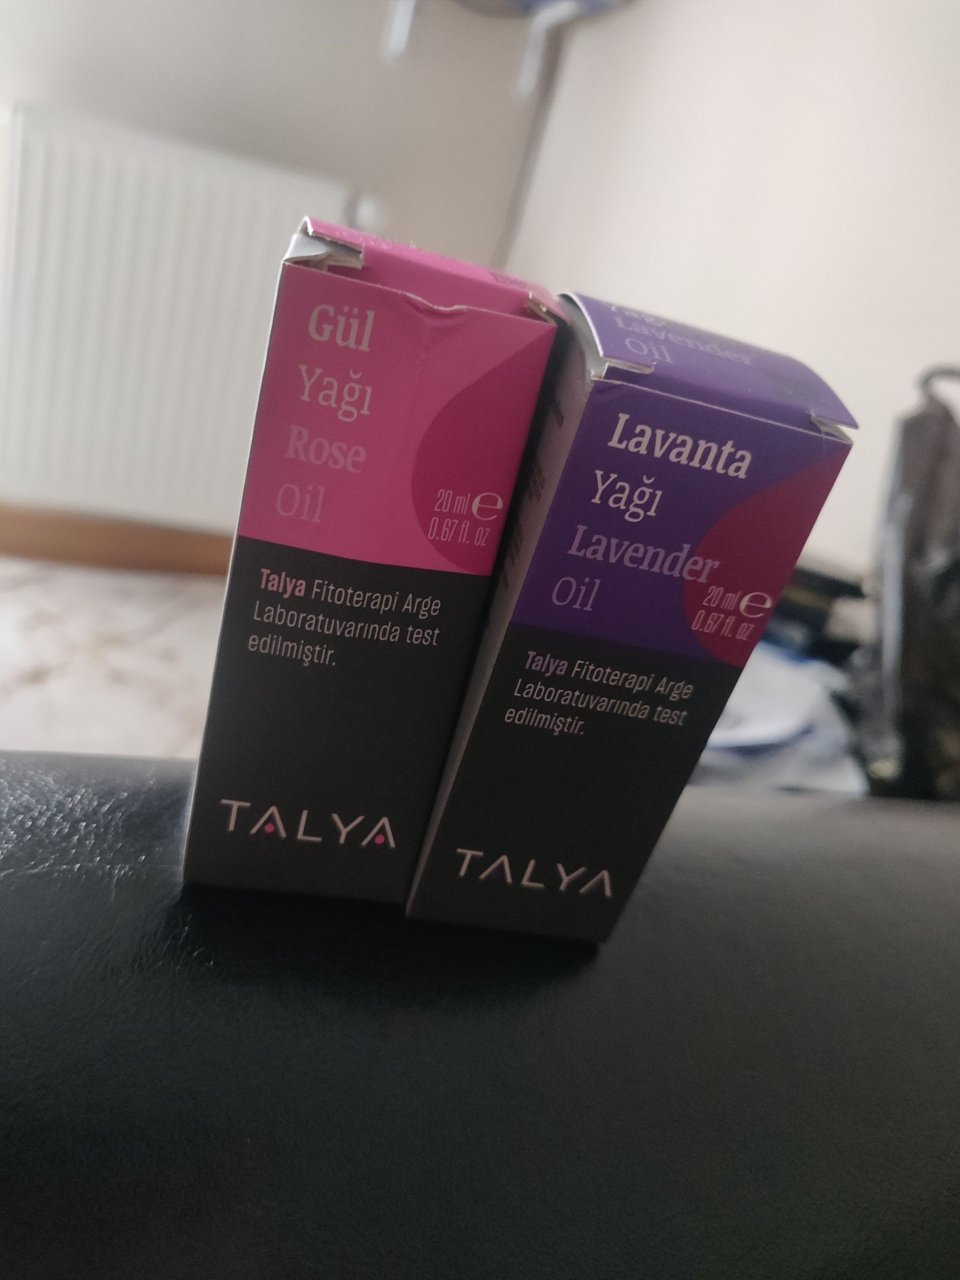 Gül
Yağı
Rose
Oil
20 ml ℮
0.67 fl. oz
Talya Fitoterapi Arge
Laboratuvarında test
edilmiştir.
TALYA
Yağı
Lavender
Oil
Lavanta
Yağı
Lavender
Oil
20 ml ℮
0.67 fl. oz
Talya Fitoterapi Arge
Laboratuvarında test
edilmiştir.
TALYA